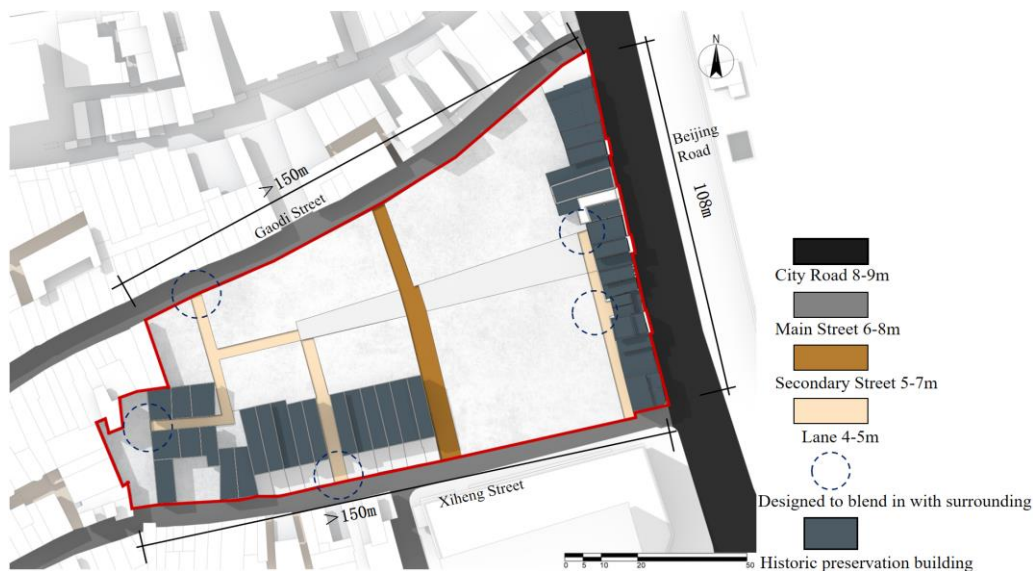 N
Beijing
Road
108m
>150m
Gaodi Street
Xiheng Street
>150m
0 5 10 20 50
City Road 8-9m
Main Street 6-8m
Secondary Street 5-7m
Lane 4-5m
Designed to blend in with surrounding
Historic preservation building